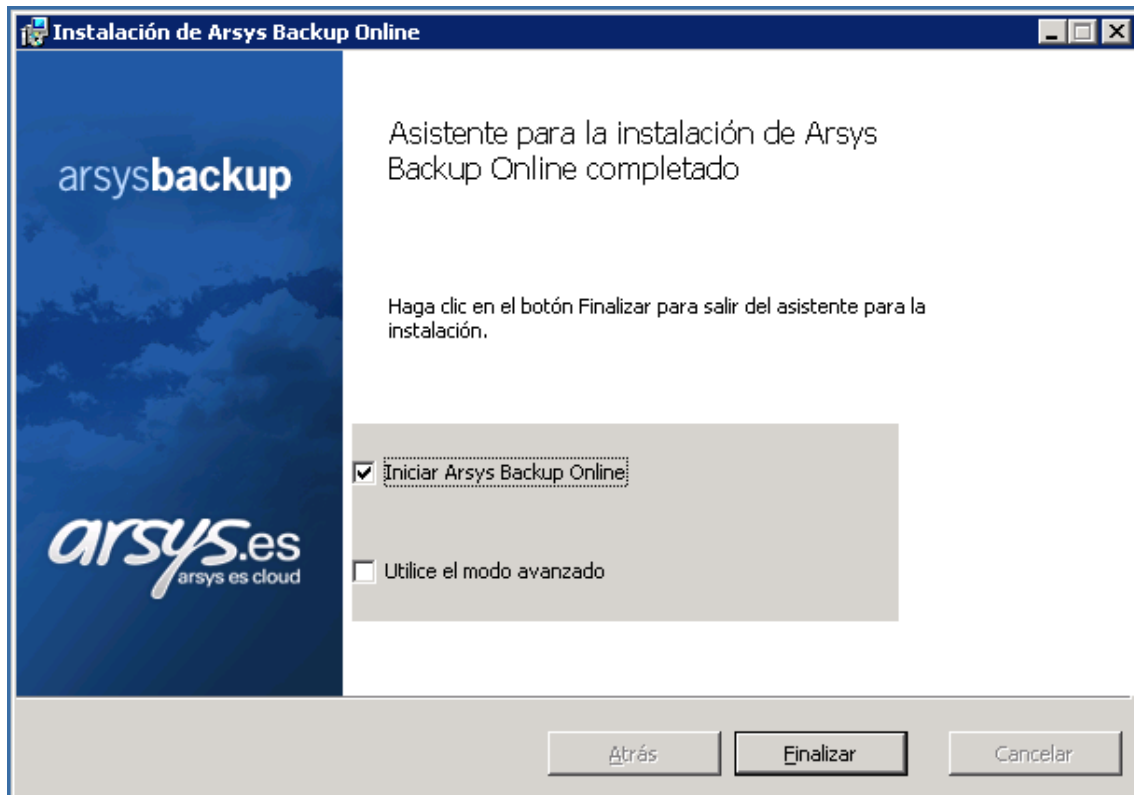 Instalación de Arsys Backup Online
arsysbackup
Asistente para la instalación de Arsys
Backup Online completado
Haga clic en el botón Finalizar para salir del asistente para la
instalación.
Iniciar Arsys Backup Online
Utilice el modo avanzado
arsys.es
arsys es cloud
Atrás
Finalizar
Cancelar